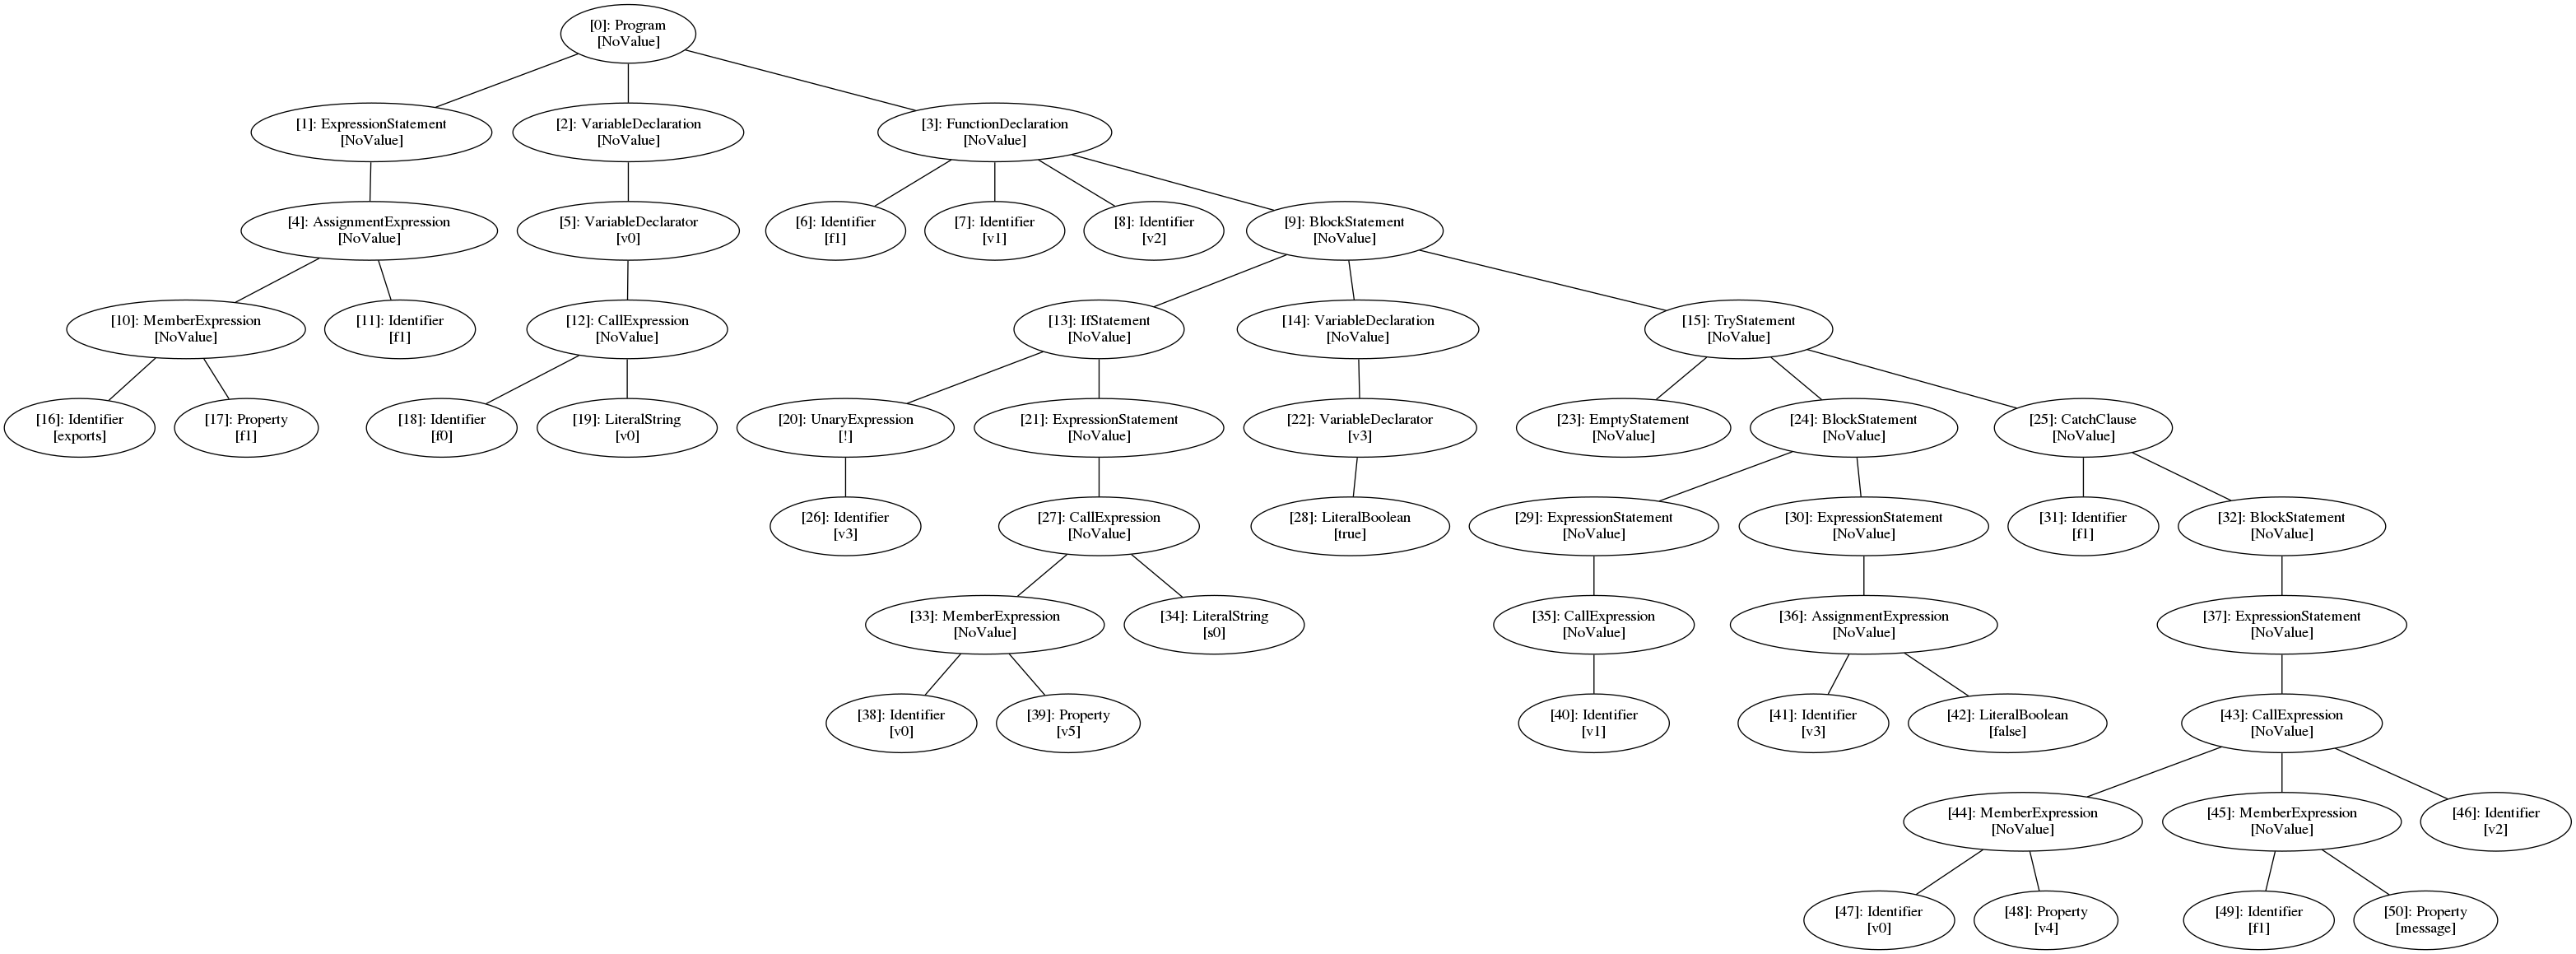 [0]: Program
[NoValue]
[1]: ExpressionStatement
[NoValue]
[2]: VariableDeclaration
[NoValue]
[3]: FunctionDeclaration
[NoValue]
[4]: AssignmentExpression
[NoValue]
[5]: VariableDeclarator
[v0]
[6]: Identifier
[f1]
[7]: Identifier
[v1]
[8]: Identifier
[v2]
[9]: BlockStatement
[NoValue]
[10]: MemberExpression
[NoValue]
[11]: Identifier
[f1]
[12]: CallExpression
[NoValue]
[13]: IfStatement
[NoValue]
[14]: VariableDeclaration
[NoValue]
[15]: TryStatement
[NoValue]
[16]: Identifier
[exports]
[17]: Property
[f1]
[18]: Identifier
[f0]
[19]: LiteralString
[v0]
[20]: UnaryExpression
[!]
[21]: ExpressionStatement
[NoValue]
[22]: VariableDeclarator
[v3]
[23]: EmptyStatement
[NoValue]
[24]: BlockStatement
[NoValue]
[25]: CatchClause
[NoValue]
[26]: Identifier
[v3]
[27]: CallExpression
[NoValue]
[28]: LiteralBoolean
[true]
[29]: ExpressionStatement
[NoValue]
[30]: ExpressionStatement
[NoValue]
[31]: Identifier
[f1]
[32]: BlockStatement
[NoValue]
[33]: MemberExpression
[NoValue]
[34]: LiteralString
[s0]
[35]: CallExpression
[NoValue]
[36]: AssignmentExpression
[NoValue]
[37]: ExpressionStatement
[NoValue]
[38]: Identifier
[v0]
[39]: Property
[v5]
[40]: Identifier
[v1]
[41]: Identifier
[v3]
[42]: LiteralBoolean
[false]
[43]: CallExpression
[NoValue]
[44]: MemberExpression
[NoValue]
[45]: MemberExpression
[NoValue]
[46]: Identifier
[v2]
[47]: Identifier
[v0]
[48]: Property
[v4]
[49]: Identifier
[f1]
[50]: Property
[message]